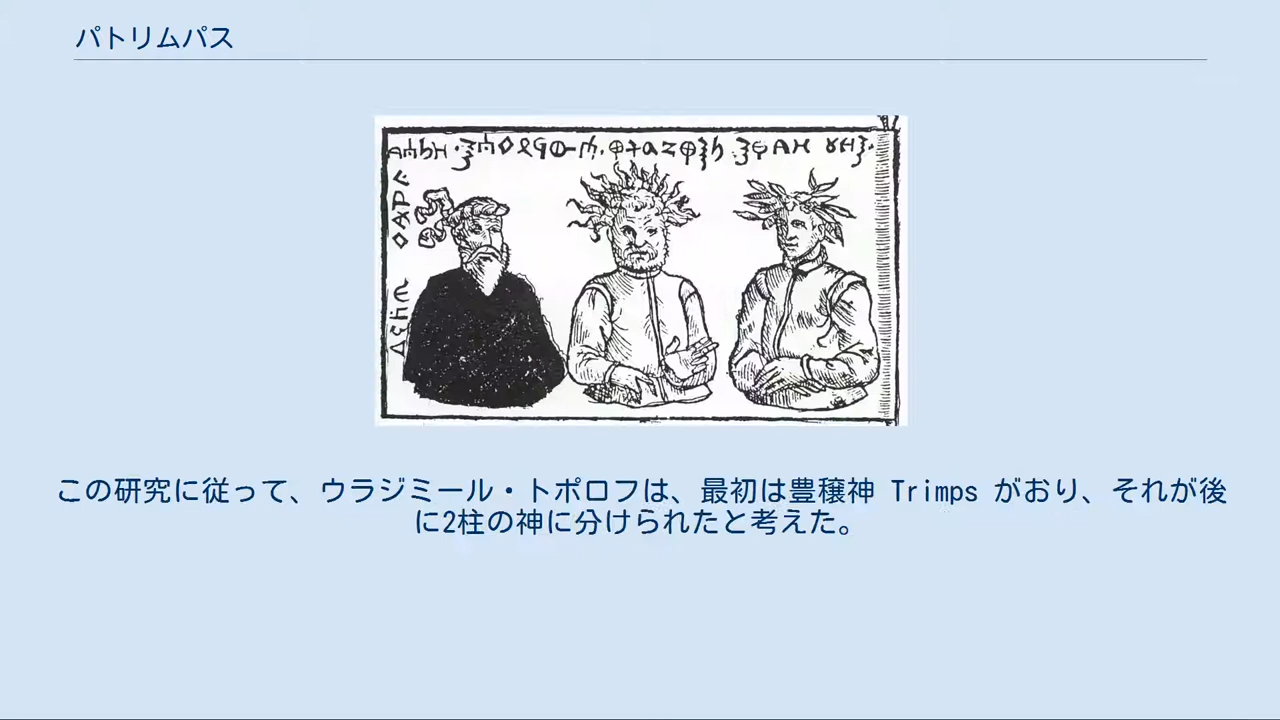 パトリムパス
この研究に従って、ウラジミール・トポロフは、最初は豊穣神 Trimps がおり、それが後
に2柱の神に分けられたと考えた。